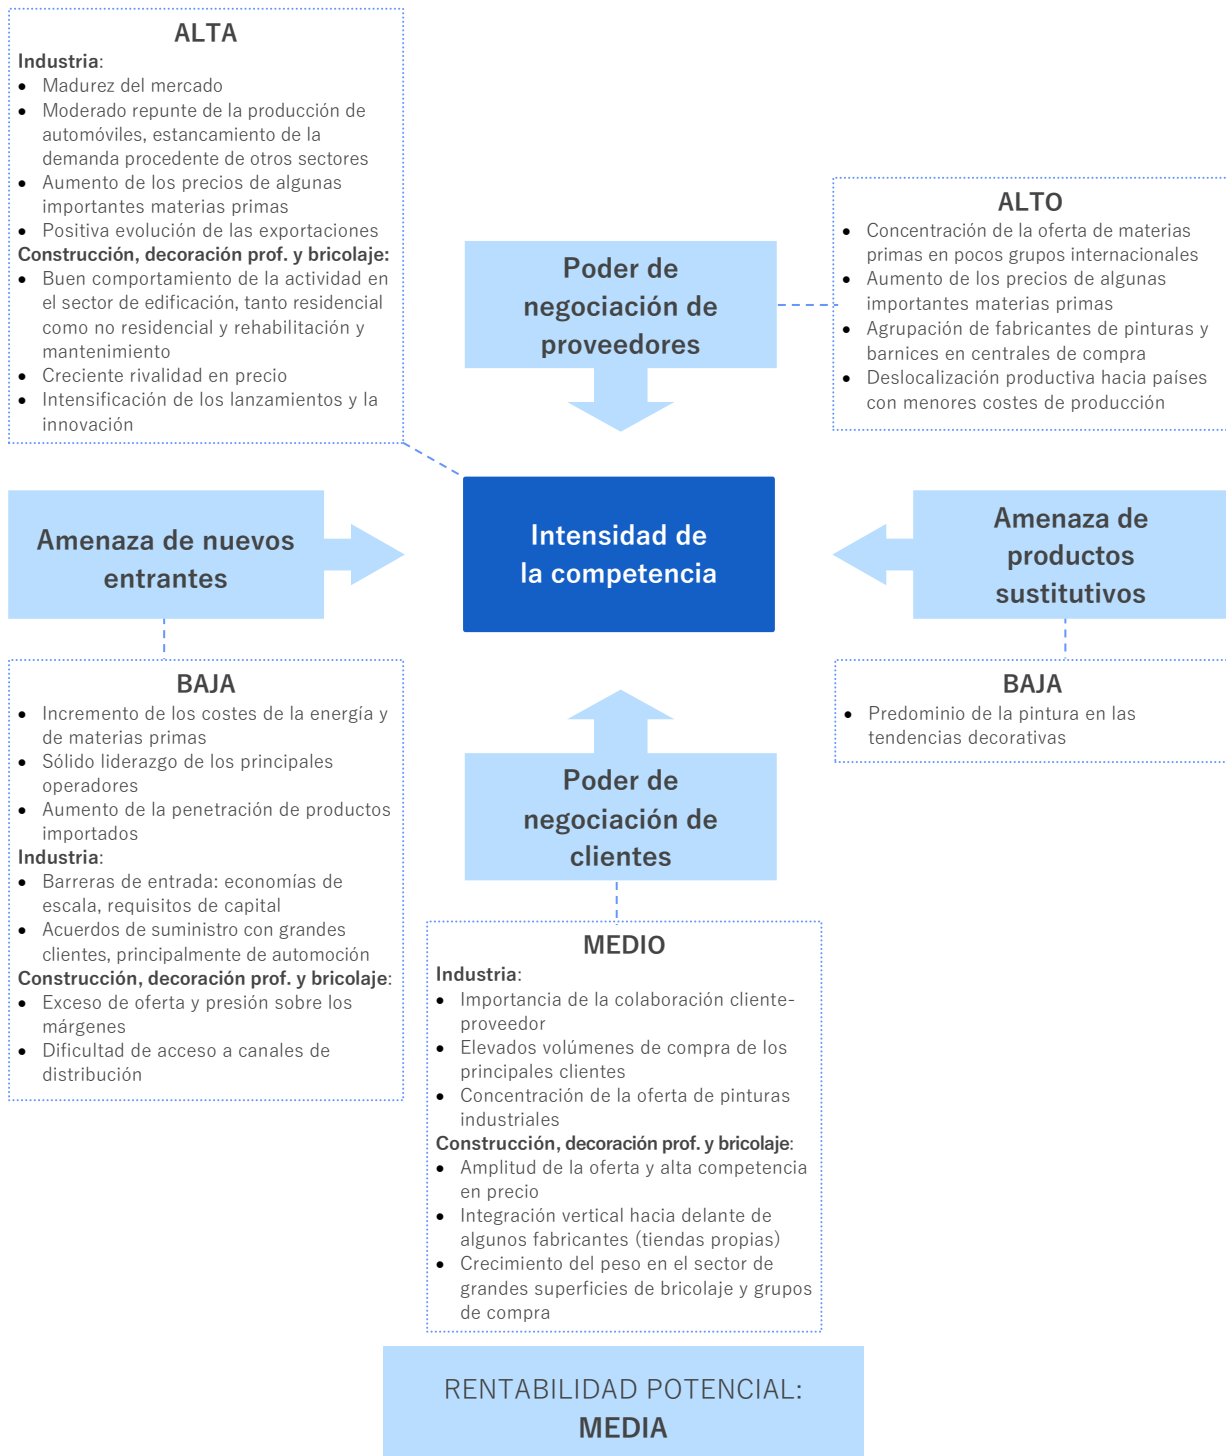 ALTA
Industria:
• Madurez del mercado
• Moderado repunte de la producción de
automóviles, estancamiento de la
demanda procedente de otros sectores
• Aumento de los precios de algunas
importantes materias primas
• Positiva evolución de las exportaciones
Construcción, decoración prof. y bricolaje:
• Buen comportamiento de la actividad en
el sector de edificación, tanto residencial
como no residencial y rehabilitación y
mantenimiento
• Creciente rivalidad en precio
• Intensificación de los lanzamientos y la
innovación
Poder de
negociación de
proveedores
ALTO
• Concentración de la oferta de materias
primas en pocos grupos internacionales
• Aumento de los precios de algunas
importantes materias primas
• Agrupación de fabricantes de pinturas y
barnices en centrales de compra
• Deslocalización productiva hacia países
con menores costes de producción
Amenaza de nuevos
entrantes
Intensidad de
la competencia
Amenaza de
productos
sustitutivos
BAJA
• Incremento de los costes de la energía y
de materias primas
• Sólido liderazgo de los principales
operadores
• Aumento de la penetración de productos
importados
Industria:
• Barreras de entrada: economías de
escala, requisitos de capital
• Acuerdos de suministro con grandes
clientes, principalmente de automoción
Construcción, decoración prof. y bricolaje:
• Exceso de oferta y presión sobre los
márgenes
• Dificultad de acceso a canales de
distribución
BAJA
• Predominio de la pintura en las
tendencias decorativas
Poder de
negociación de
clientes
MEDIO
Industria:
• Importancia de la colaboración cliente-
proveedor
• Elevados volúmenes de compra de los
principales clientes
• Concentración de la oferta de pinturas
industriales
Construcción, decoración prof. y bricolaje:
• Amplitud de la oferta y alta competencia
en precio
• Integración vertical hacia delante de
algunos fabricantes (tiendas propias)
• Crecimiento del peso en el sector de
grandes superficies de bricolaje y grupos
de compra
RENTABILIDAD POTENCIAL:
MEDIA